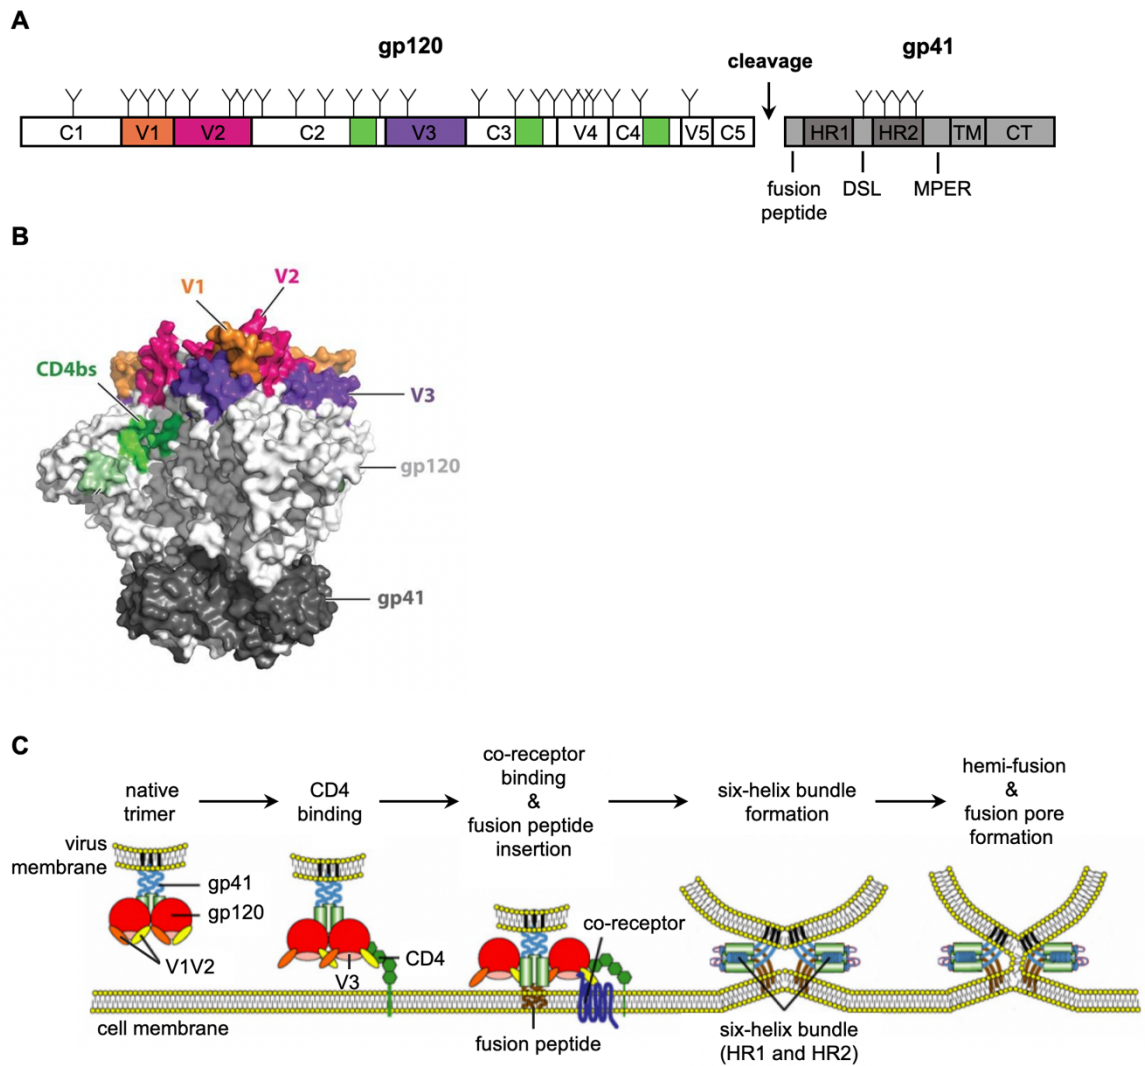 A
gp120
gp41
cleavage
C1 V1 V2 C2 V3 C3 V4 C4 V5 C5 HR1 HR2 TM CT
fusion
peptide
DSL
MPER
B
V1
V2
CD4bs
V3
gp120
gp41
C
native
trimer
CD4
binding
co-receptor
binding
&
fusion peptide
insertion
six-helix bundle
formation
hemi-fusion
&
fusion pore
formation
virus
membrane
gp41
gp120
V1V2
V3
CD4
co-receptor
cell membrane
fusion peptide
six-helix bundle
(HR1 and HR2)